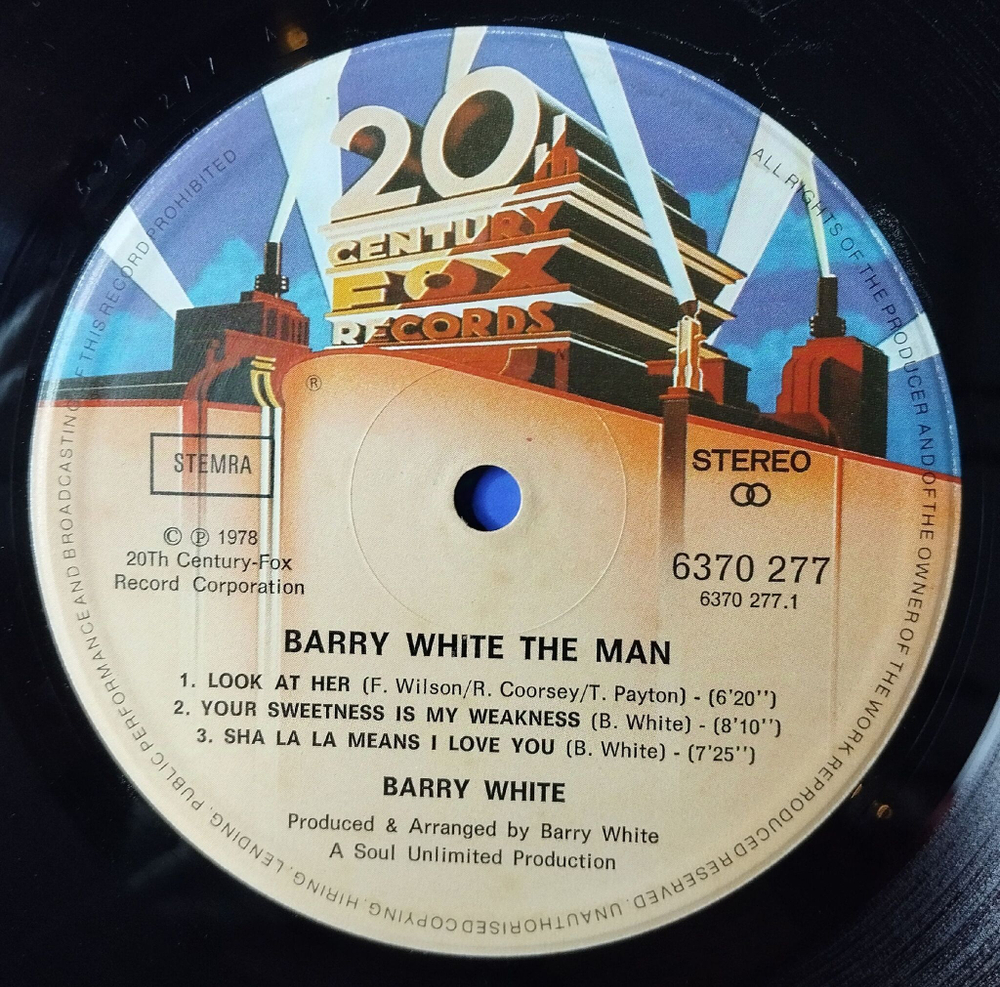 20th
CENTURY
FOX
RECORDS
®
STEMRA
STEREO
© ℗ 1978
20Th Century-Fox
Record Corporation
6370 277
6370 277.1
BARRY WHITE THE MAN
1. LOOK AT HER (F. Wilson/R. Coorsey/T. Payton) - (6'20'')
2. YOUR SWEETNESS IS MY WEAKNESS (B. White) - (8'10'')
3. SHA LA LA MEANS I LOVE YOU (B. White) - (7'25'')
BARRY WHITE
Produced & Arranged by Barry White
A Soul Unlimited Production
ALL RIGHTS OF THE PRODUCER AND OF THE OWNER OF THE WORK REPRODUCED RESERVED. UNAUTHORISED COPYING, HIRING, LENDING, PUBLIC PERFORMANCE AND BROADCASTING OF THIS RECORD PROHIBITED